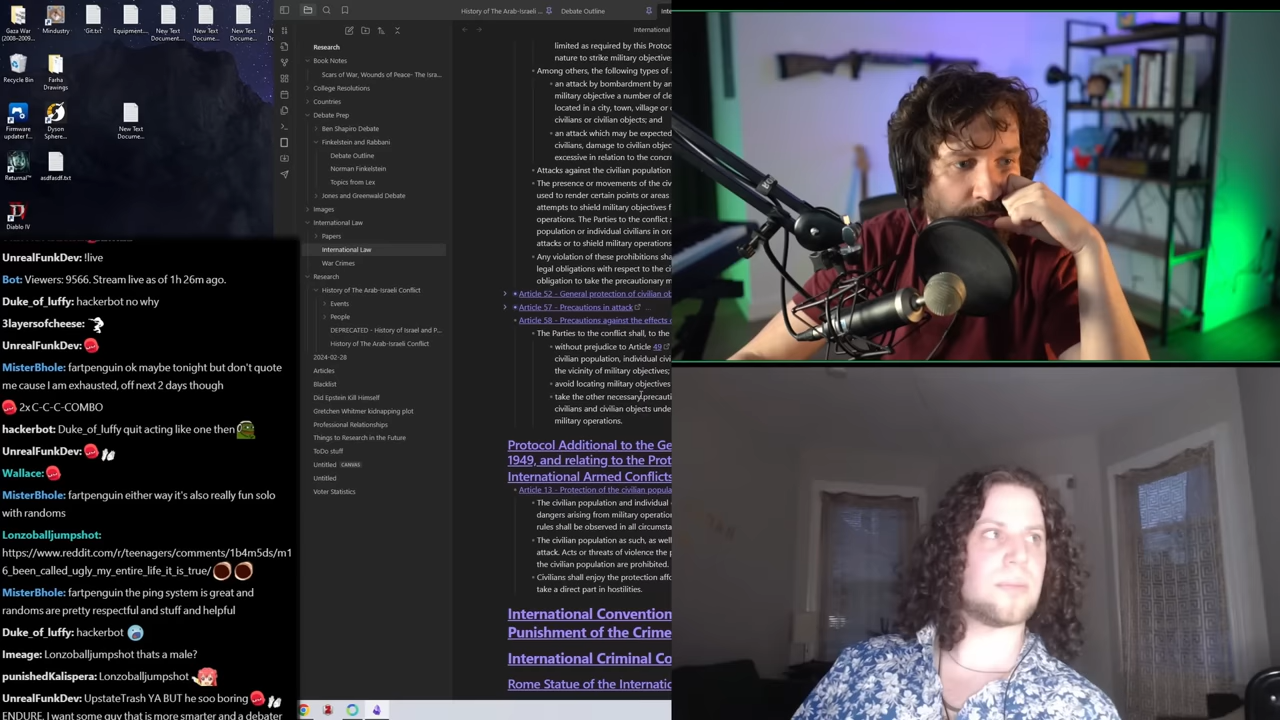 Gaza War
(2008–2009...
Mindustry
'Git.txt'
Equipment...
New Text
Document...
New Text
Docume...
New Text
Docume...
Recycle Bin
Farha
Drawings
Firmware
updater f...
Dyson
Sphere...
New Text
Docume...
Returnal™
asdfasdf.txt
Diablo IV
UnrealFunkDev: !live
Bot: Viewers: 9566. Stream live as of 1h 26m ago.
Duke_of_luffy: hackerbot no why
3layersofcheese:
UnrealFunkDev:
MisterBhole: fartpenguin ok maybe tonight but don't quote
me cause I am exhausted, off next 2 days though
2x C-C-C-COMBO
hackerbot: Duke_of_luffy quit acting like one then
UnrealFunkDev:
Wallace:
MisterBhole: fartpenguin either way it's also really fun solo
with randoms
Lonzoballjumpshot:
https://www.reddit.com/r/teenagers/comments/1b4m5ds/m1
6_been_called_ugly_my_entire_life_it_is_true/
MisterBhole: fartpenguin the ping system is great and
randoms are pretty respectful and stuff and helpful
Duke_of_luffy: hackerbot
Imeage: Lonzoballjumpshot thats a male?
punishedKalispera: Lonzoballjumpshot
UnrealFunkDev: UpstateTrash YA BUT he soo boring
ENDURE, I want some guy that is more smarter and a debater
Research
Book Notes
Scars of War, Wounds of Peace- The Isra...
College Resolutions
Countries
Debate Prep
Ben Shapiro Debate
Finkelstein and Rabbani
Debate Outline
Norman Finkelstein
Topics from Lex
Jones and Greenwald Debate
Images
International Law
Papers
International Law
War Crimes
Research
History of The Arab-Israeli Conflict
Events
People
DEPRECATED - History of Israel and P...
History of The Arab-Israeli Conflict
2024-02-28
Articles
Blacklist
Did Epstein Kill Himself
Gretchen Whitmer kidnapping plot
Professional Relationships
Things to Research in the Future
ToDo stuff
Untitled CANVAS
Untitled
Voter Statistics
History of The Arab-Israeli ...
Debate Outline
Inte
International
limited as required by this Protoc
nature to strike military objective
Among others, the following types of a
an attack by bombardment by an
military objective a number of cle
located in a city, town, village or
civilians or civilian objects; and
an attack which may be expected
civilians, damage to civilian objec
excessive in relation to the concre
Attacks against the civilian population
The presence or movements of the civ
used to render certain points or areas
attempts to shield military objectives f
operations. The Parties to the conflict s
population or individual civilians in ord
attacks or to shield military operations
Any violation of these prohibitions sha
legal obligations with respect to the ci
obligation to take the precautionary m
Article 52 - General protection of civilian ob
Article 57 - Precautions in attack ...
Article 58 - Precautions against the effects o
The Parties to the conflict shall, to the
without prejudice to Article 49
civilian population, individual civi
the vicinity of military objectives;
avoid locating military objectives
take the other necessary precauti
civilians and civilian objects unde
military operations.
Protocol Additional to the Ge
1949, and relating to the Prot
International Armed Conflicts
Article 13 - Protection of the civilian popula
The civilian population and individual
dangers arising from military operation
rules shall be observed in all circumsta
The civilian population as such, as well
attack. Acts or threats of violence the p
the civilian population are prohibited.
Civilians shall enjoy the protection affo
take a direct part in hostilities.
International Convention
Punishment of the Crime
International Criminal Co
Rome Statue of the Internatio